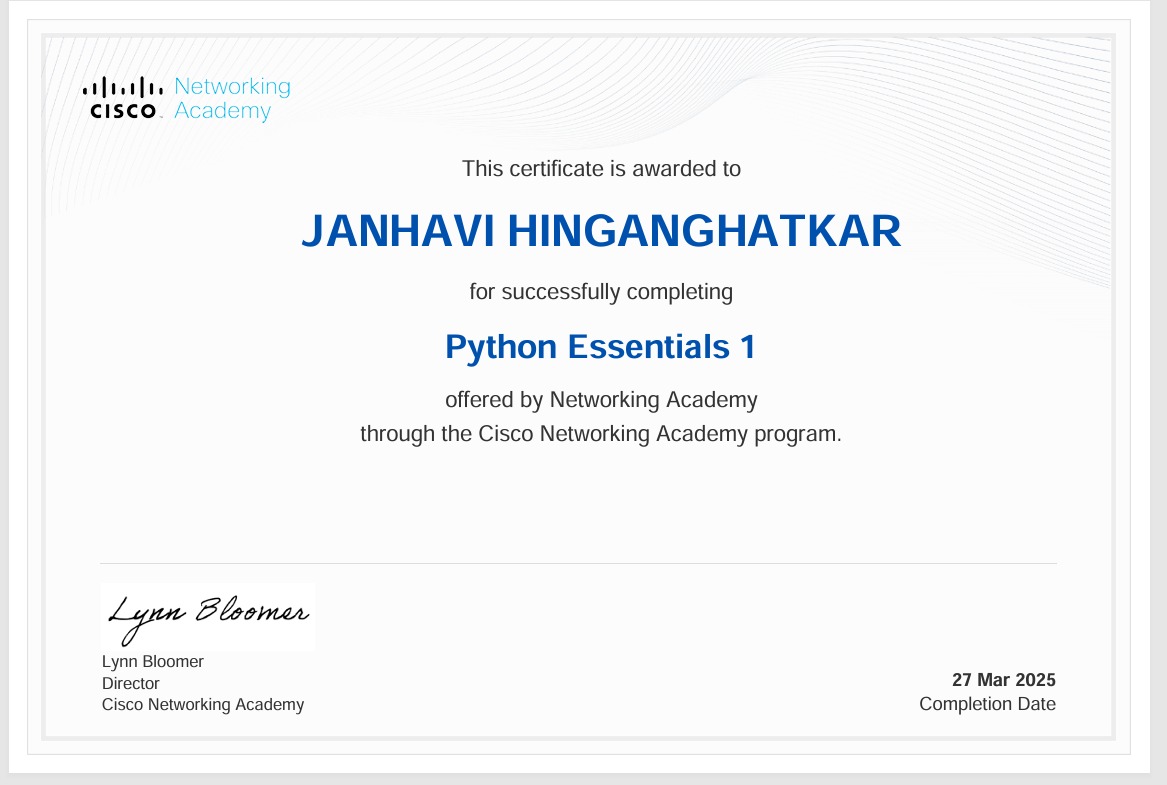 Networking
Academy
CISCO
This certificate is awarded to
JANHAVI HINGANGHATKAR
for successfully completing
Python Essentials 1
offered by Networking Academy
through the Cisco Networking Academy program.
Lynn Bloomer
Lynn Bloomer
Director
Cisco Networking Academy
27 Mar 2025
Completion Date